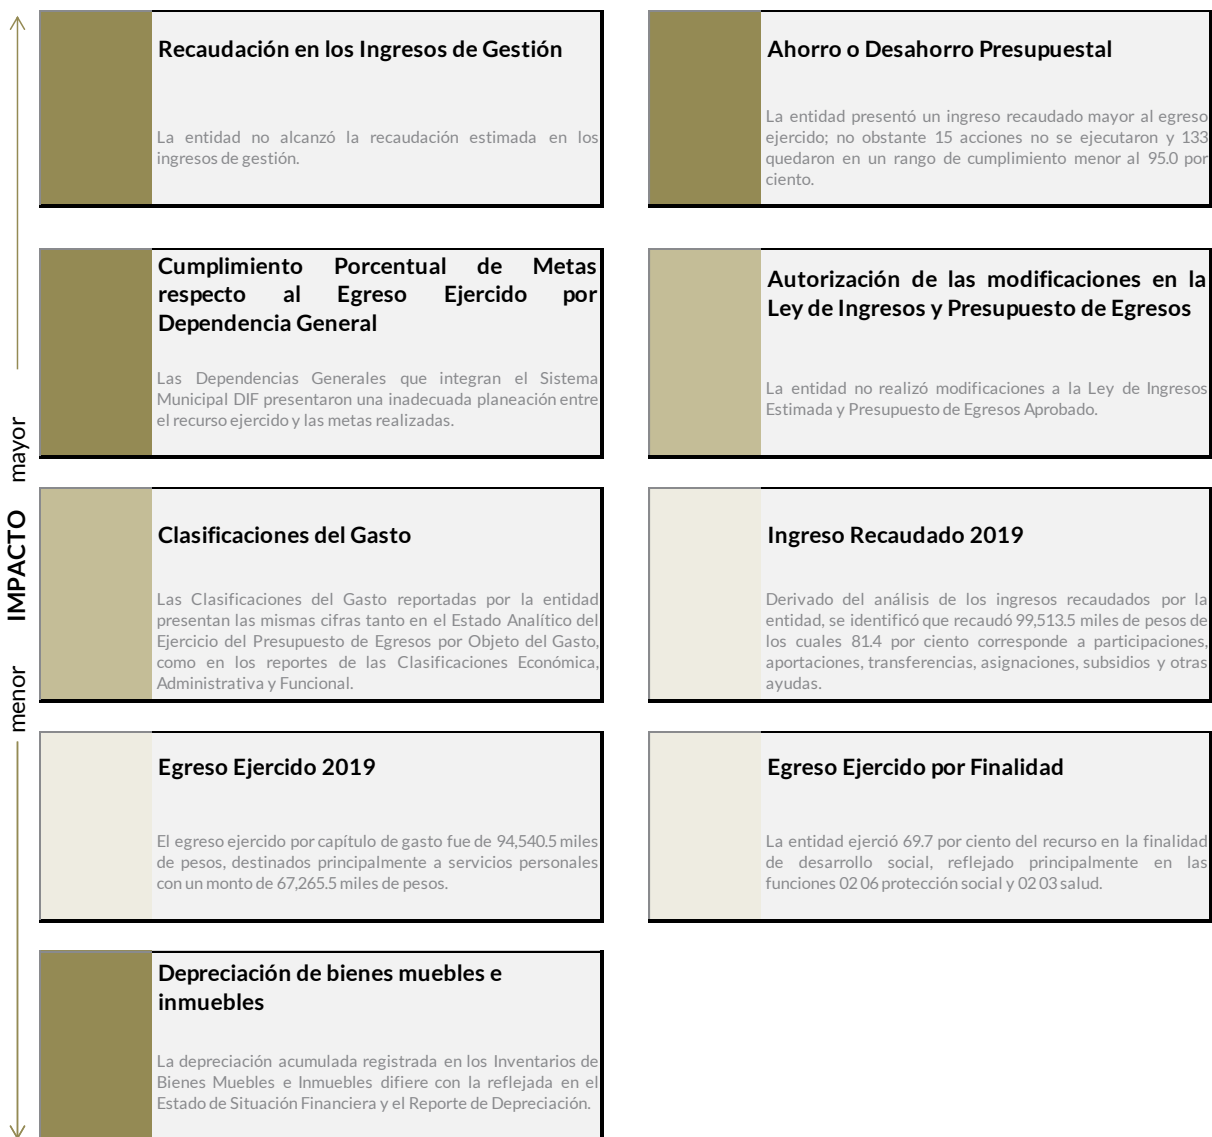 Recaudación en los Ingresos de Gestión
La entidad no alcanzó la recaudación estimada en los
ingresos de gestión.
Ahorro o Desahorro Presupuestal
La entidad presentó un ingreso recaudado mayor al egreso
ejercido; no obstante 15 acciones no se ejecutaron y 133
quedaron en un rango de cumplimiento menor al 95.0 por
ciento.
Cumplimiento Porcentual de Metas
respecto al Egreso Ejercido por
Dependencia General
Las Dependencias Generales que integran el Sistema
Municipal DIF presentaron una inadecuada planeación entre
el recurso ejercido y las metas realizadas.
Autorización de las modificaciones en la
Ley de Ingresos y Presupuesto de Egresos
La entidad no realizó modificaciones a la Ley de Ingresos
Estimada y Presupuesto de Egresos Aprobado.
menor IMPACTO mayor
Clasificaciones del Gasto
Las Clasificaciones del Gasto reportadas por la entidad
presentan las mismas cifras tanto en el Estado Analítico del
Ejercicio del Presupuesto de Egresos por Objeto del Gasto,
como en los reportes de las Clasificaciones Económica,
Administrativa y Funcional.
Ingreso Recaudado 2019
Derivado del análisis de los ingresos recaudados por la
entidad, se identificó que recaudó 99,513.5 miles de pesos de
los cuales 81.4 por ciento corresponde a participaciones,
aportaciones, transferencias, asignaciones, subsidios y otras
ayudas.
Egreso Ejercido 2019
El egreso ejercido por capítulo de gasto fue de 94,540.5 miles
de pesos, destinados principalmente a servicios personales
con un monto de 67,265.5 miles de pesos.
Egreso Ejercido por Finalidad
La entidad ejerció 69.7 por ciento del recurso en la finalidad
de desarrollo social, reflejado principalmente en las
funciones 02 06 protección social y 02 03 salud.
Depreciación de bienes muebles e
inmuebles
La depreciación acumulada registrada en los Inventarios de
Bienes Muebles e Inmuebles difiere con la reflejada en el
Estado de Situación Financiera y el Reporte de Depreciación.